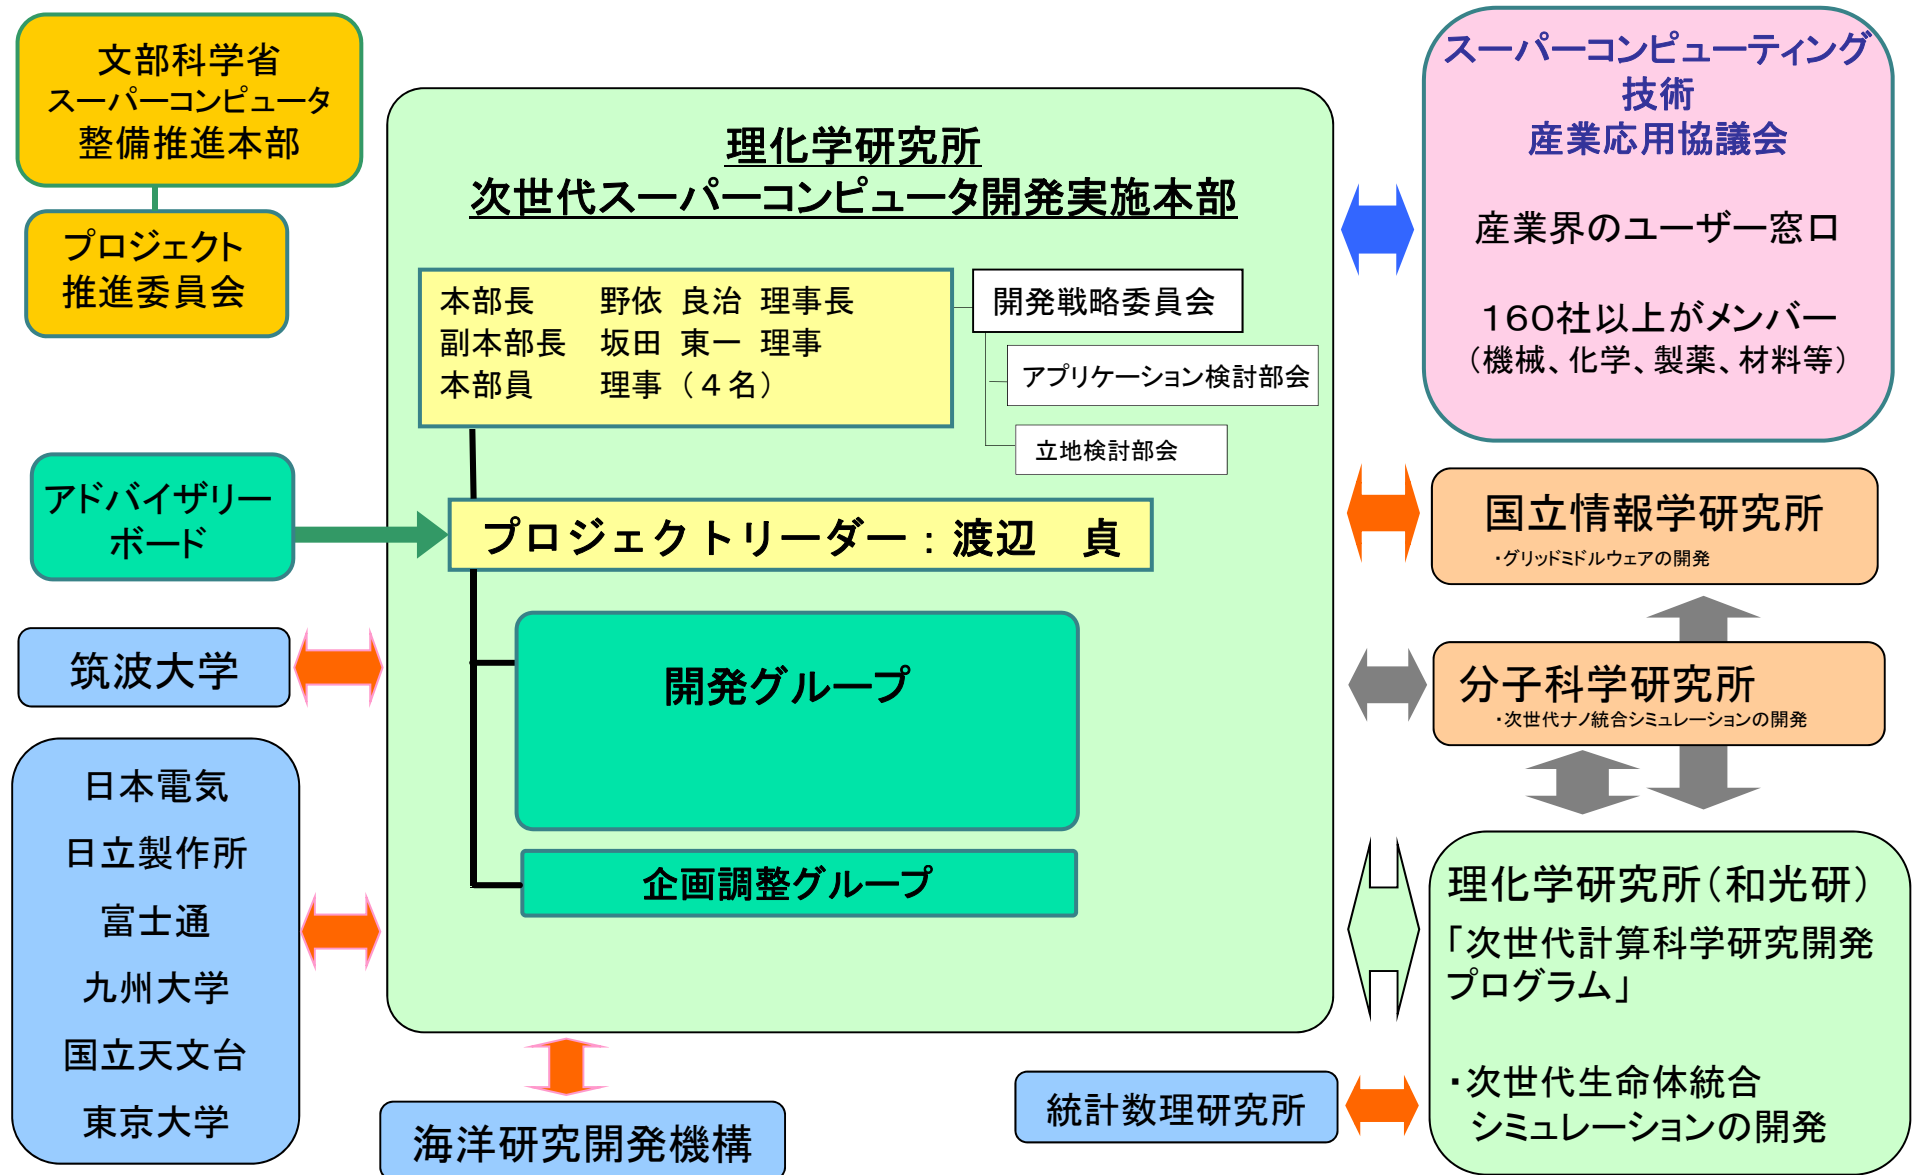 文部科学省
スーパーコンピュータ
整備推進本部
プロジェクト
推進委員会
理化学研究所
次世代スーパーコンピュータ開発実施本部
本部長 野依 良治 理事長
副本部長 坂田 東一 理事
本部員 理事（４名）
開発戦略委員会
アプリケーション検討部会
立地検討部会
アドバイザリー
ボード
プロジェクトリーダー：渡辺　貞
開発グループ
企画調整グループ
筑波大学
日本電気
日立製作所
富士通
九州大学
国立天文台
東京大学
海洋研究開発機構
統計数理研究所
スーパーコンピューティング
技術
産業応用協議会
産業界のユーザー窓口
１６０社以上がメンバー
（機械、化学、製薬、材料等）
国立情報学研究所
・グリッドミドルウェアの開発
分子科学研究所
・次世代ナノ統合シミュレーションの開発
理化学研究所（和光研）
「次世代計算科学研究開発
プログラム」
・次世代生命体統合
シミュレーションの開発